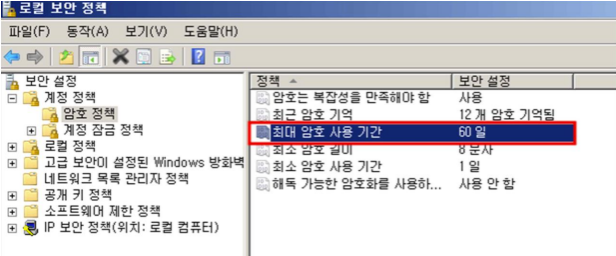 로컬 보안 정책
파일(F) 동작(A) 보기(V) 도움말(H)
보안 설정
계정 정책
암호 정책
계정 잠금 정책
로컬 정책
고급 보안이 설정된 Windows 방화벽
네트워크 목록 관리자 정책
공개 키 정책
소프트웨어 제한 정책
IP 보안 정책(위치: 로컬 컴퓨터)
정책 보안 설정
암호는 복잡성을 만족해야 함 사용
최근 암호 기억 12 개 암호 기억됨
최대 암호 사용 기간 60 일
최소 암호 길이 8 문자
최소 암호 사용 기간 1 일
해독 가능한 암호화를 사용하... 사용 안 함